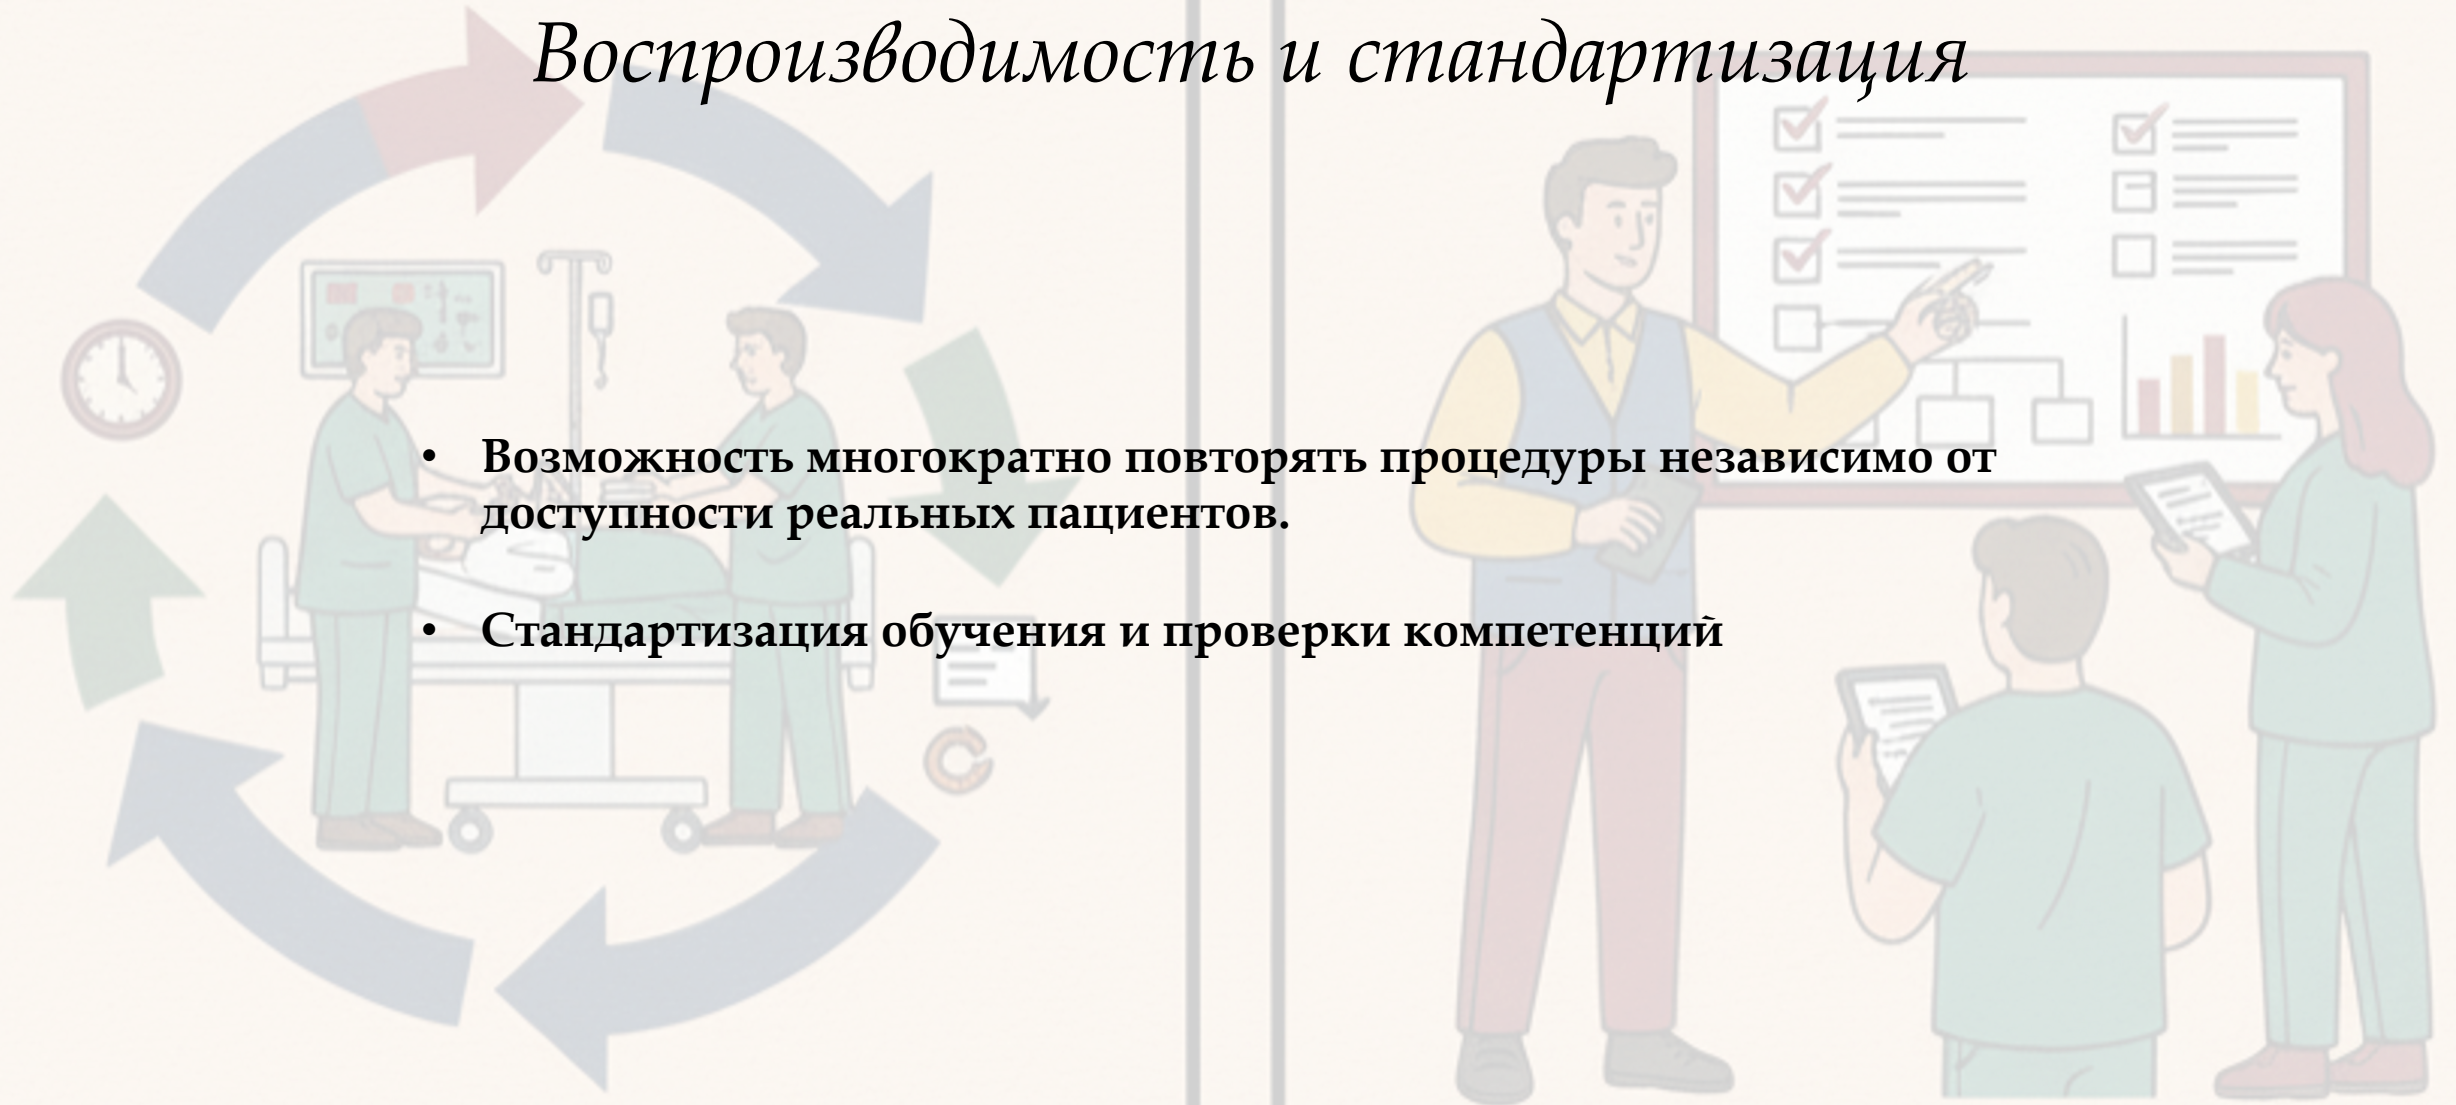 Воспроизводимость и стандартизация
• Возможность многократно повторять процедуры независимо от
доступности реальных пациентов.
• Стандартизация обучения и проверки компетенций